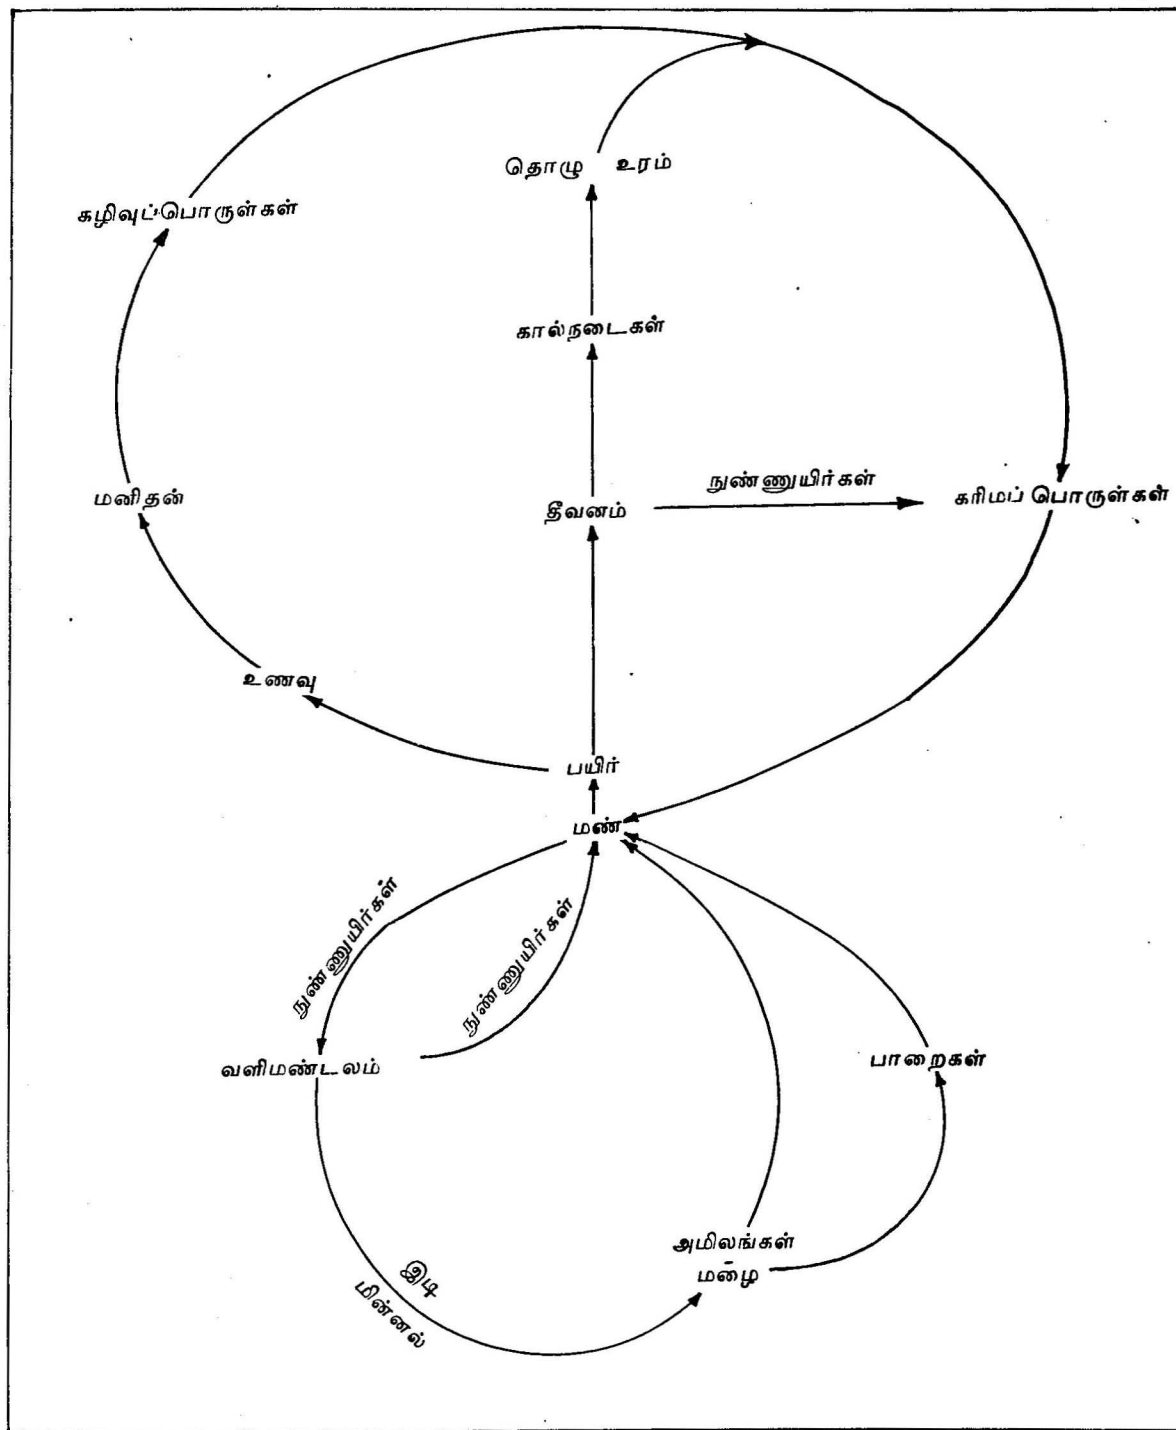 தொழு உரம்
கழிவுப்பொருள்கள்
கால்நடைகள்
நுண்ணுயிர்கள்
மனிதன்
தீவனம்
கரிமப் பொருள்கள்
உணவு
பயிர்
மண்
நுண்ணுயிர்கள்
நுண்ணுயிர்கள்
வளிமண்டலம்
பாறைகள்
அமிலங்கள்
மழை
இடி
மின்னல்